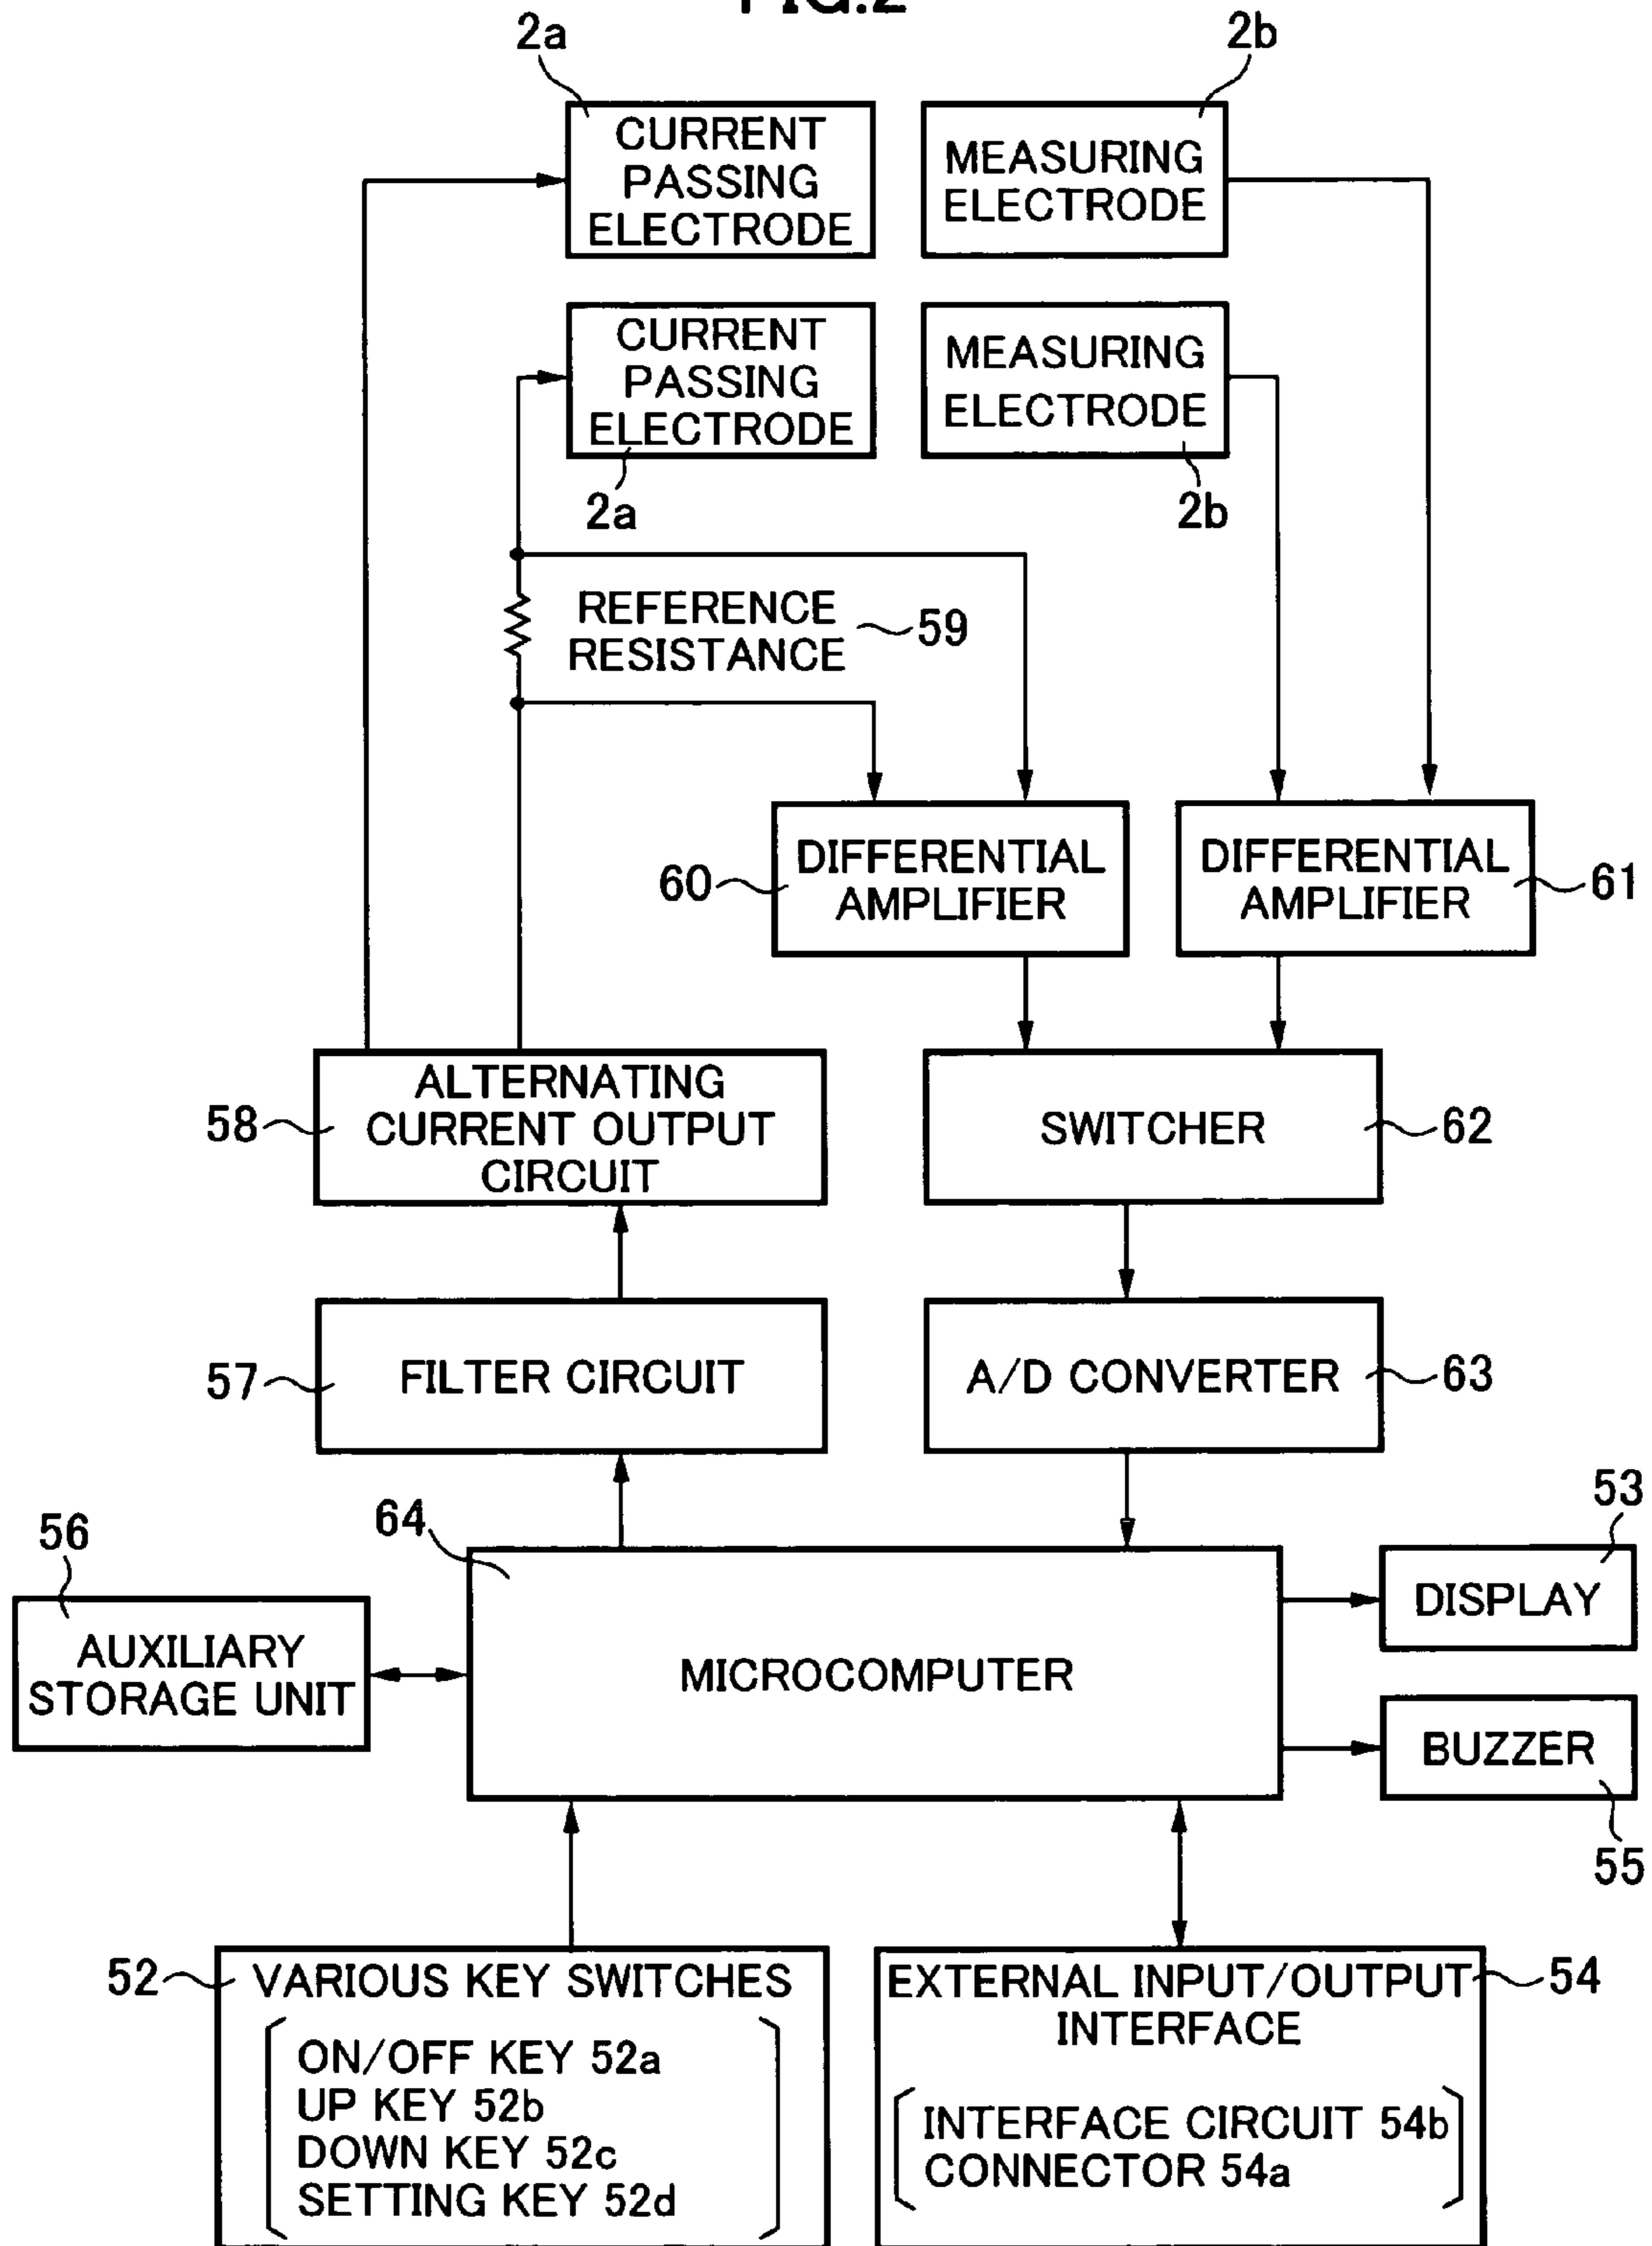 FIG.2
2a
2b
CURRENT
PASSING
ELECTRODE
MEASURING
ELECTRODE
CURRENT
PASSING
ELECTRODE
MEASURING
ELECTRODE
2a
2b
REFERENCE
RESISTANCE
59
DIFFERENTIAL
AMPLIFIER
60
DIFFERENTIAL
AMPLIFIER
61
ALTERNATING
CURRENT OUTPUT
CIRCUIT
58
SWITCHER
62
FILTER CIRCUIT
57
A/D CONVERTER
63
53
64
56
DISPLAY
AUXILIARY
STORAGE UNIT
MICROCOMPUTER
BUZZER
55
52
VARIOUS KEY SWITCHES
ON/OFF KEY 52a
UP KEY 52b
DOWN KEY 52c
SETTING KEY 52d
EXTERNAL INPUT/OUTPUT
INTERFACE
54
INTERFACE CIRCUIT 54b
CONNECTOR 54a